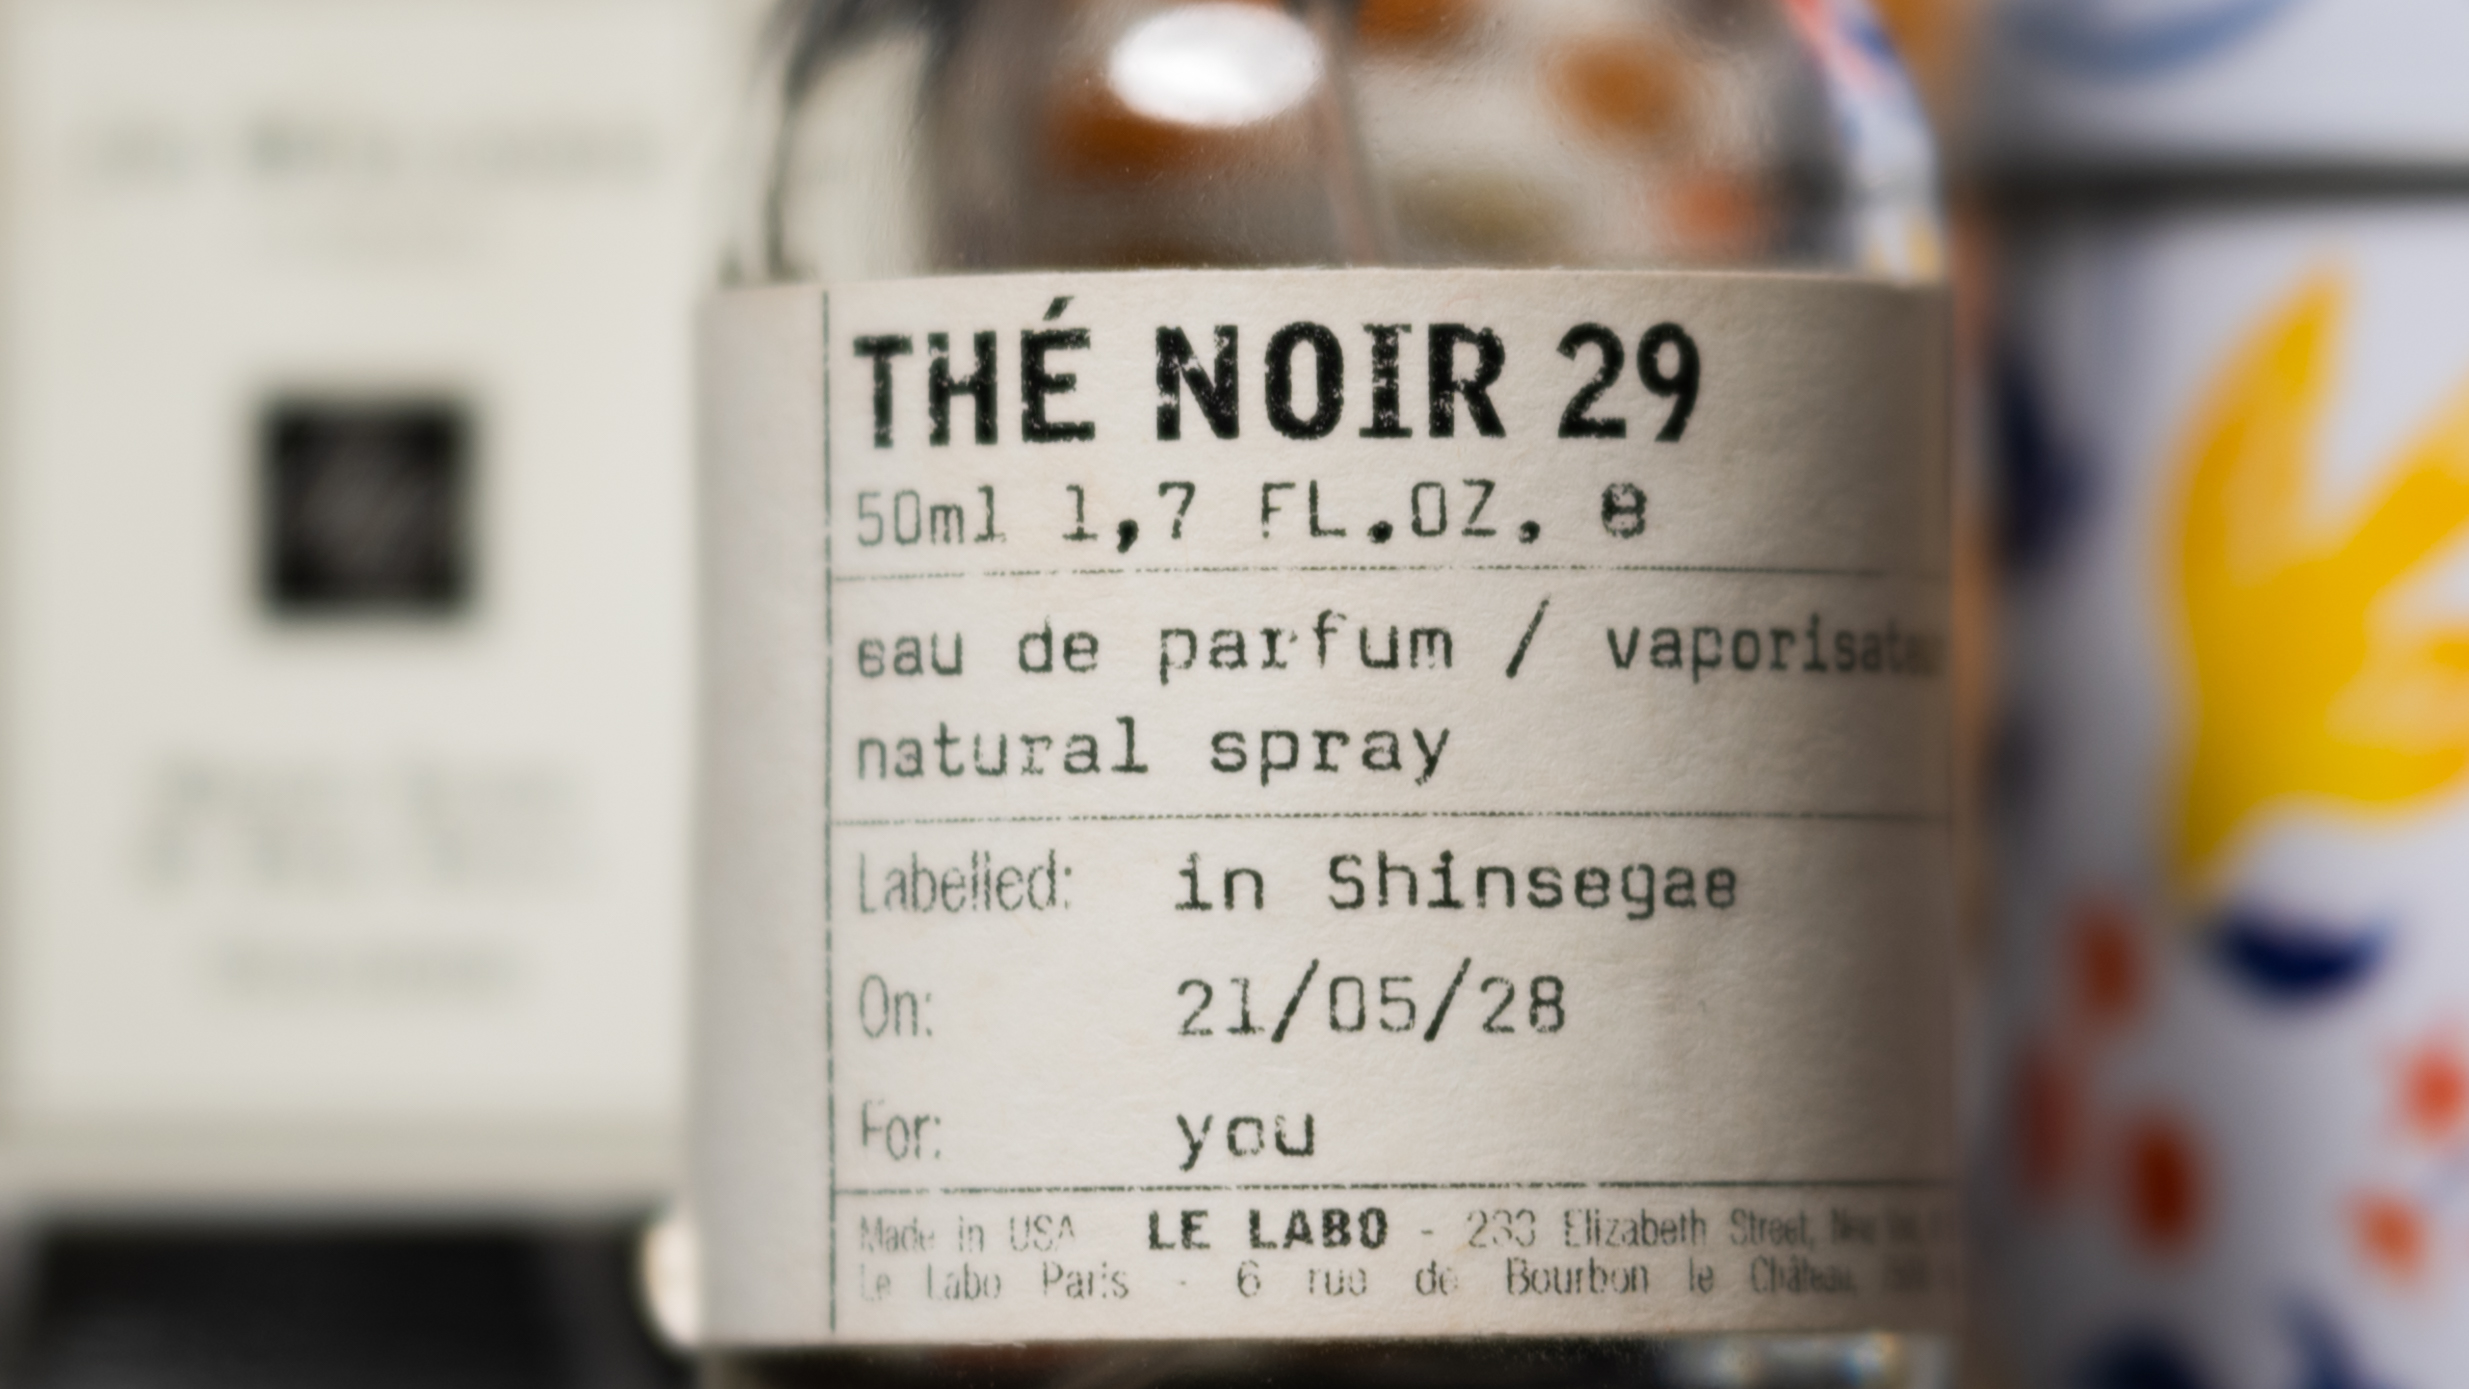 THÉ NOIR 29
50ml 1,7 FL.OZ. e
eau de parfum /
natural spray
Labelled: in Shinsegae
On: 21/05/28
For: you
Made in USA LE LABO - 233 Elizabeth Street,
Le Labo Paris - 6 rue de Bourbon le Château,